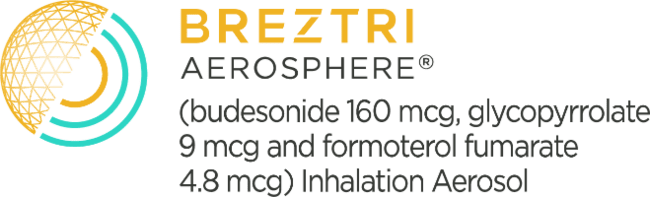 BREZTRI
AEROSPHERE®
(budesonide 160 mcg, glycopyrrolate
9 mcg and formoterol fumarate
4.8 mcg) Inhalation Aerosol